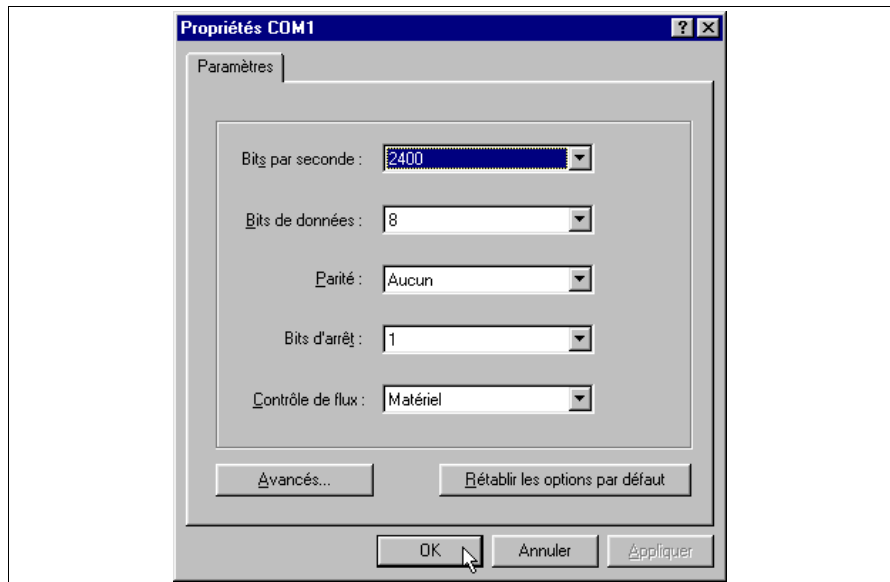 Propriétés COM1
Paramètres
Bits par seconde : 2400
Bits de données : 8
Parité : Aucun
Bits d'arrêt : 1
Contrôle de flux : Matériel
Avancés... Rétablir les options par défaut
OK Annuler Appliquer